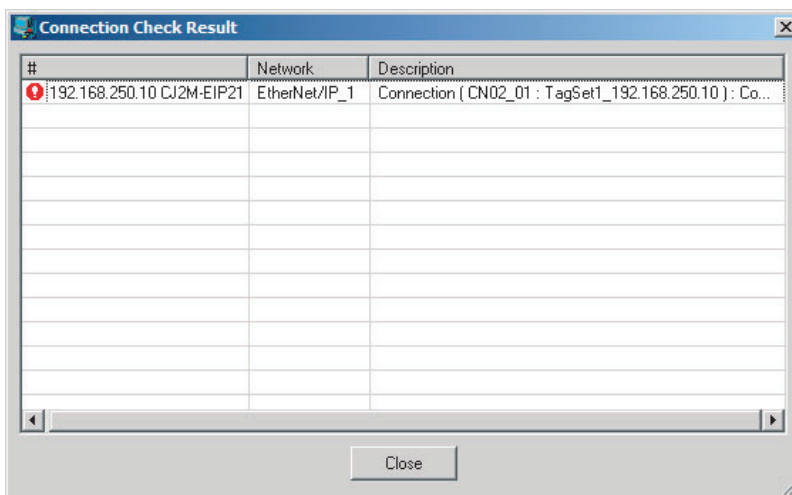 Connection Check Result
# Network Description
192.168.250.10 CJ2M-EIP21 EtherNet/IP_1 Connection ( CN02_01 : TagSet1_192.168.250.10 ) : Co...
Close